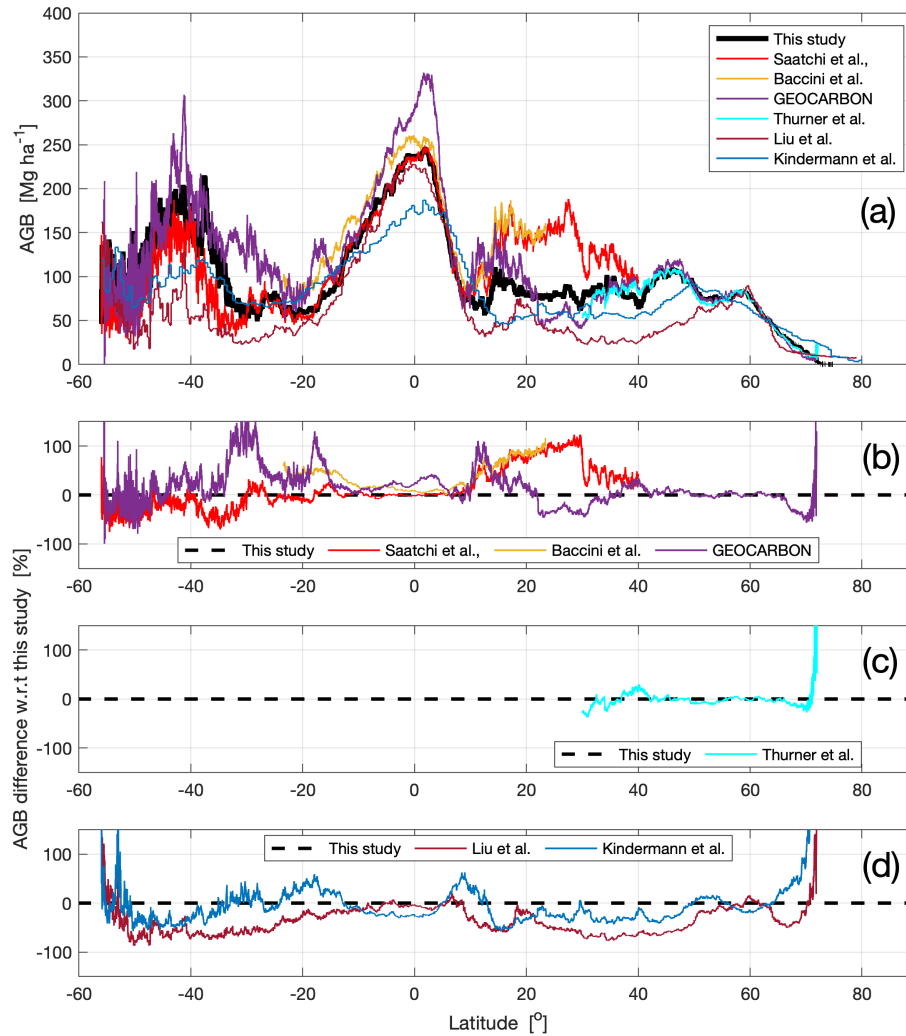 400
350
300
250
200
150
100
50
0
AGB [Mg ha⁻¹]
This study
Saatchi et al.,
Baccini et al.
GEOCARBON
Thurner et al.
Liu et al.
Kindermann et al.
(a)
-60 -40 -20 0 20 40 60 80
100
0
-100
(b)
This study Saatchi et al., Baccini et al. GEOCARBON
-60 -40 -20 0 20 40 60 80
AGB difference w.r.t this study [%]
100
0
-100
(c)
This study Thurner et al.
-60 -40 -20 0 20 40 60 80
This study Liu et al. Kindermann et al.
100
0
-100
(d)
-60 -40 -20 0 20 40 60 80
Latitude [°]